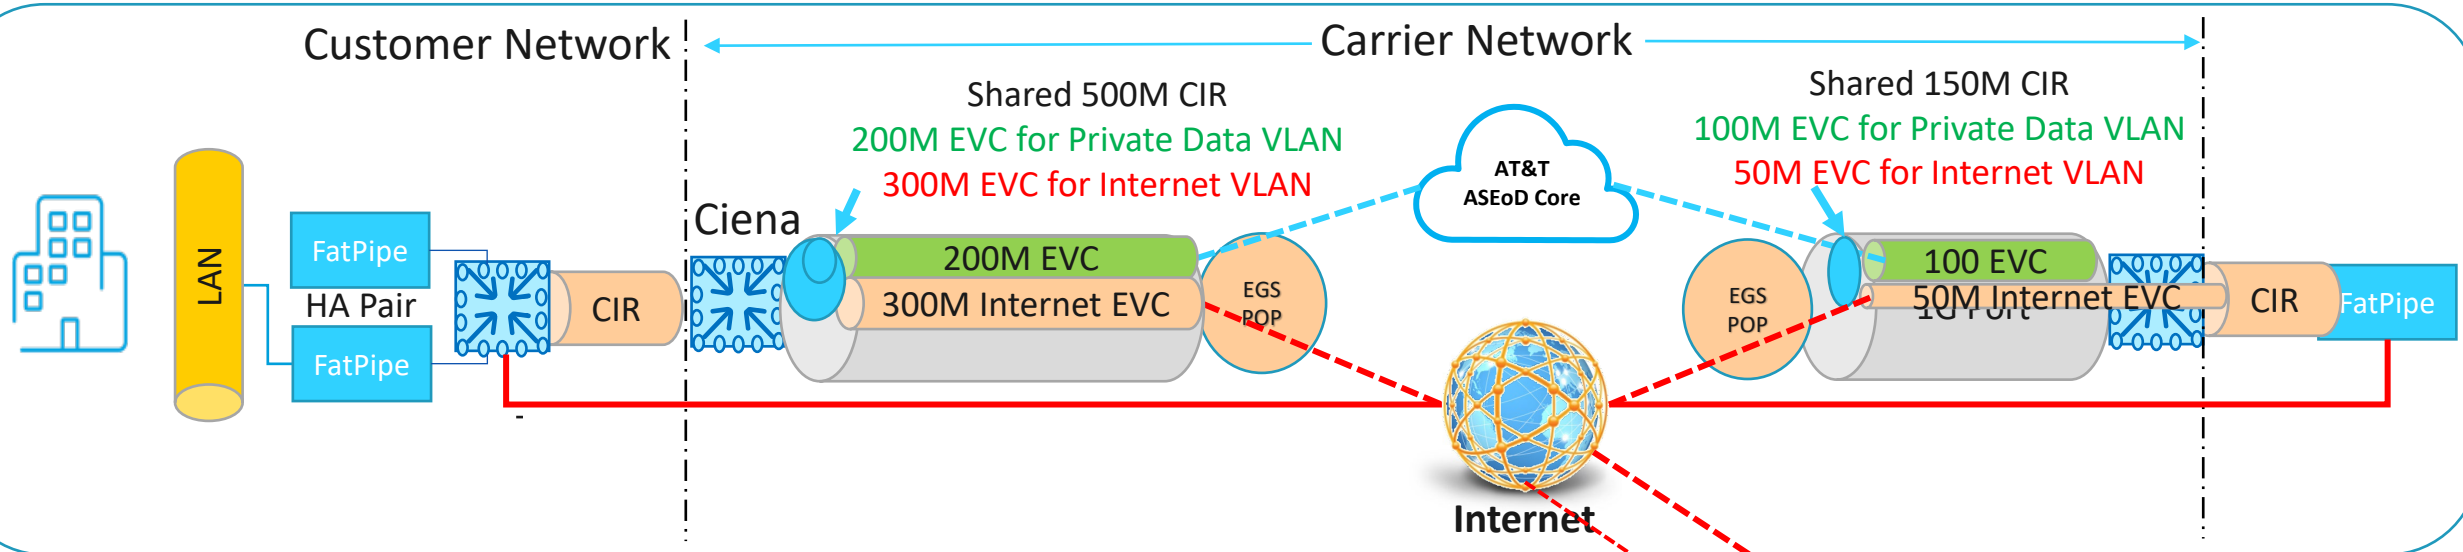 Customer Network
Carrier Network
Shared 500M CIR
200M EVC for Private Data VLAN
300M EVC for Internet VLAN
Shared 150M CIR
100M EVC for Private Data VLAN
50M EVC for Internet VLAN
AT&T
ASEoD Core
Ciena
LAN
FatPipe
HA Pair
FatPipe
CIR
200M EVC
300M Internet EVC
EGS
POP
EGS
POP
100 EVC
50M Internet EVC
1G Port
CIR
FatPipe
-
Internet